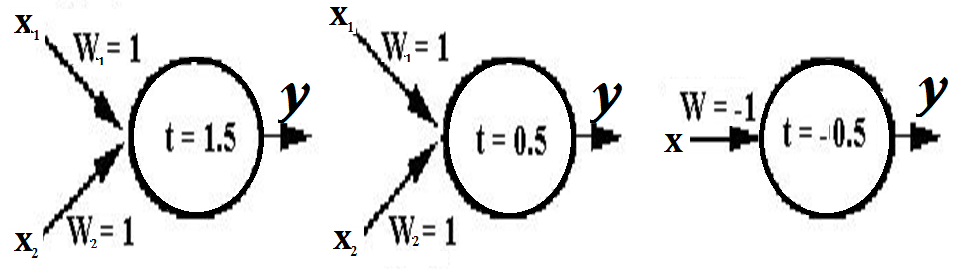 x₁
W₁ = 1
t = 1.5
y
W₂ = 1
x₂
x₁
W₁ = 1
t = 0.5
y
W₂ = 1
x₂
W = -1
x
t = -0.5
y